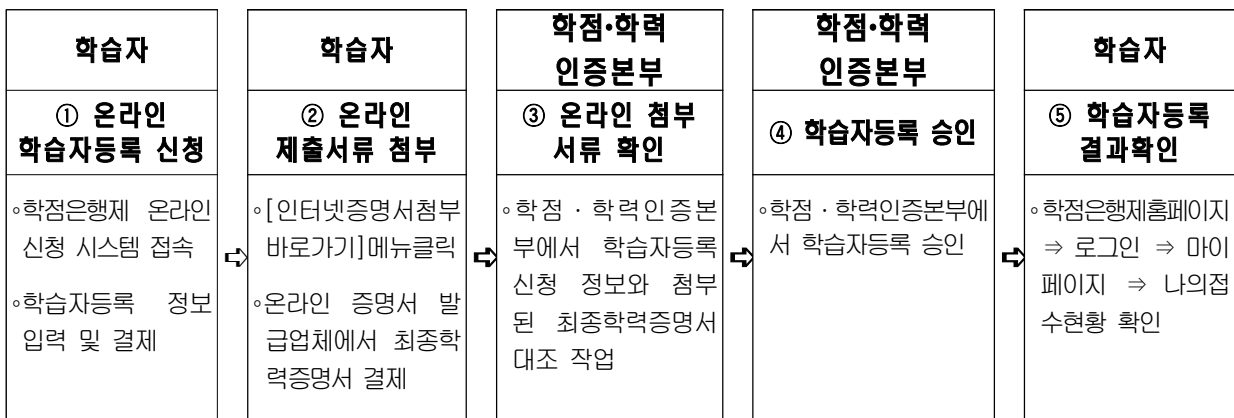 학습자
① 온라인
학습자등록 신청
◦학점은행제 온라인
신청 시스템 접속
◦학습자등록 정보
입력 및 결제
➪
학습자
② 온라인
제출서류 첨부
◦[인터넷증명서첨부
바로가기]메뉴클릭
◦온라인 증명서 발
급업체에서 최종학
력증명서 결제
➪
학점·학력
인증본부
③ 온라인 첨부
서류 확인
◦학점 · 학력인증본
부에서 학습자등록
신청 정보와 첨부
된 최종학력증명서
대조 작업
➪
학점·학력
인증본부
④ 학습자등록 승인
◦학점 · 학력인증본부에
서 학습자등록 승인
➪
학습자
⑤ 학습자등록
결과확인
◦학점은행제홈페이지
⇒ 로그인 ⇒ 마이
페이지 ⇒ 나의접
수현황 확인